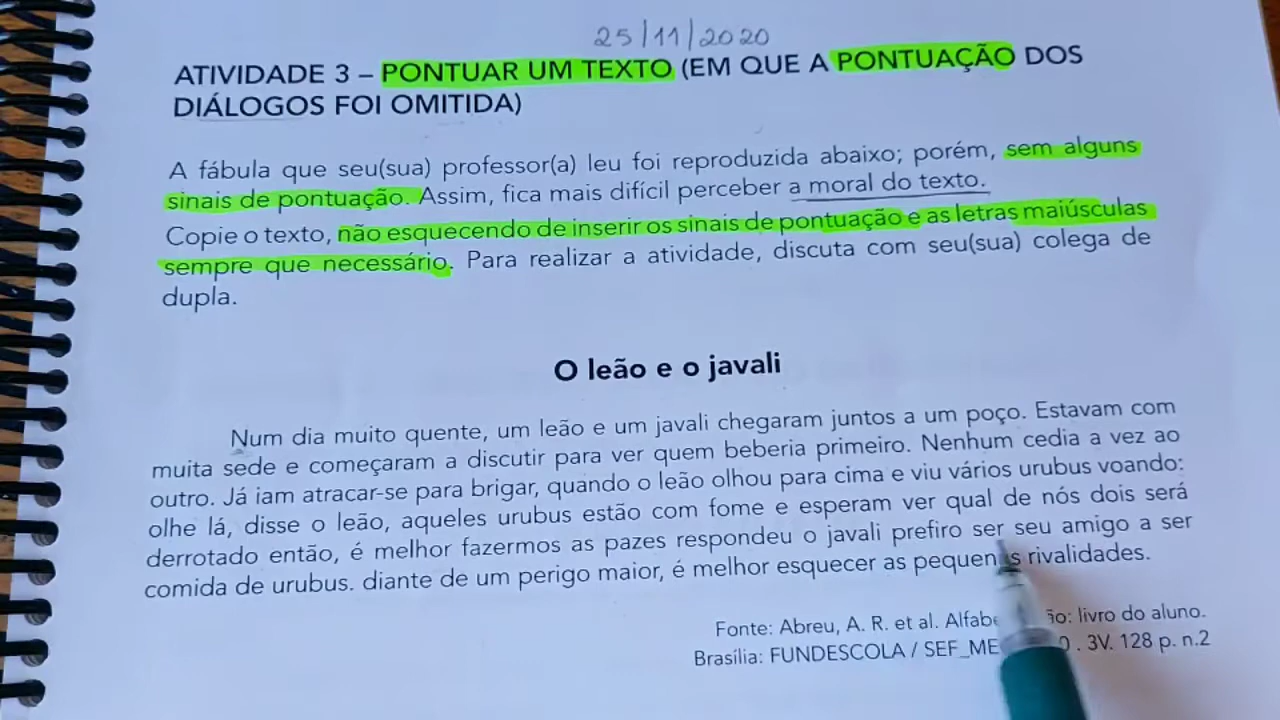 25/11/2020
ATIVIDADE 3 – PONTUAR UM TEXTO (EM QUE A PONTUAÇÃO DOS
DIÁLOGOS FOI OMITIDA)
A fábula que seu(sua) professor(a) leu foi reproduzida abaixo; porém, sem alguns
sinais de pontuação. Assim, fica mais difícil perceber a moral do texto.
Copie o texto, não esquecendo de inserir os sinais de pontuação e as letras maiúsculas
sempre que necessário. Para realizar a atividade, discuta com seu(sua) colega de
dupla.
O leão e o javali
Num dia muito quente, um leão e um javali chegaram juntos a um poço. Estavam com
muita sede e começaram a discutir para ver quem beberia primeiro. Nenhum cedia a vez ao
outro. Já iam atracar-se para brigar, quando o leão olhou para cima e viu vários urubus voando:
olhe lá, disse o leão, aqueles urubus estão com fome e esperam ver qual de nós dois será
derrotado então, é melhor fazermos as pazes respondeu o javali prefiro ser seu amigo a ser
comida de urubus. diante de um perigo maior, é melhor esquecer as pequenas rivalidades.
Fonte: Abreu, A. R. et al. livro do aluno.
Brasília: FUNDESCOLA / 3V. 128 p. n.2